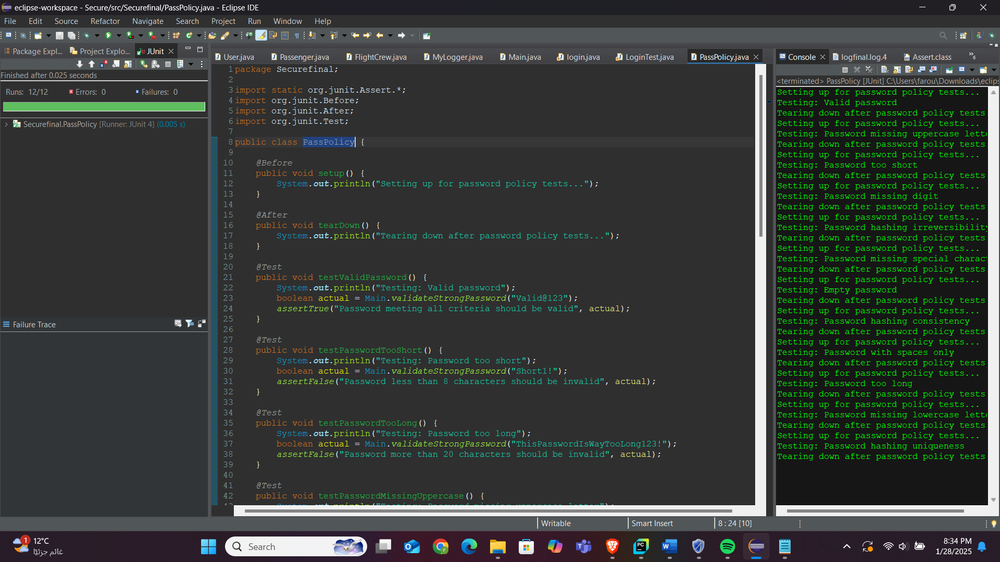 eclipse-workspace - Secure/src/Securefinal/PassPolicy.java - Eclipse IDE
File Edit Source Refactor Navigate Search Project Run Window Help
Package Expl... Project Explo... JUnit
Finished after 0.025 seconds
Runs: 12/12 Errors: 0 Failures: 0
Securefinal.PassPolicy [Runner: JUnit 4] (0.005 s)
Failure Trace
User.java Passenger.java FlightCrew.java MyLogger.java Main.java login.java LoginTest.java PassPolicy.java
1 package Securefinal;
2
3 import static org.junit.Assert.*;
4 import org.junit.Before;
5 import org.junit.After;
6 import org.junit.Test;
7
8 public class PassPolicy {
9
10 @Before
11 public void setup() {
12 System.out.println("Setting up for password policy tests...");
13 }
14
15 @After
16 public void tearDown() {
17 System.out.println("Tearing down after password policy tests...");
18 }
19
20 @Test
21 public void testValidPassword() {
22 System.out.println("Testing: Valid password");
23 boolean actual = Main.validateStrongPassword("Valid@123");
24 assertTrue("Password meeting all criteria should be valid", actual);
25 }
26
27 @Test
28 public void testPasswordTooShort() {
29 System.out.println("Testing: Password too short");
30 boolean actual = Main.validateStrongPassword("Short1!");
31 assertFalse("Password less than 8 characters should be invalid", actual);
32 }
33
34 @Test
35 public void testPasswordTooLong() {
36 System.out.println("Testing: Password too long");
37 boolean actual = Main.validateStrongPassword("ThisPasswordIsWayTooLong123!");
38 assertFalse("Password more than 20 characters should be invalid", actual);
39 }
40
41 @Test
42 public void testPasswordMissingUppercase() {
Console logfinal.log.4 Assert.class »6
<terminated> PassPolicy [JUnit] C:\Users\farou\Downloads\eclips
Setting up for password policy tests...
Testing: Valid password
Tearing down after password policy tests
Setting up for password policy tests...
Testing: Password missing uppercase lette
Tearing down after password policy tests
Setting up for password policy tests...
Testing: Password too short
Tearing down after password policy tests
Setting up for password policy tests...
Testing: Password missing digit
Tearing down after password policy tests
Setting up for password policy tests...
Testing: Password hashing irreversibility
Tearing down after password policy tests
Setting up for password policy tests...
Testing: Password missing special charac
Tearing down after password policy tests
Setting up for password policy tests...
Testing: Empty password
Tearing down after password policy tests
Setting up for password policy tests...
Testing: Password hashing consistency
Tearing down after password policy tests
Setting up for password policy tests...
Testing: Password with spaces only
Tearing down after password policy tests
Setting up for password policy tests...
Testing: Password too long
Tearing down after password policy tests
Setting up for password policy tests...
Testing: Password missing lowercase lette
Tearing down after password policy tests
Setting up for password policy tests...
Testing: Password hashing uniqueness
Tearing down after password policy tests
Writable Smart Insert 8 : 24 [10]
1 12°C
غائم جزئيًا
Search
8:34 PM
1/28/2025